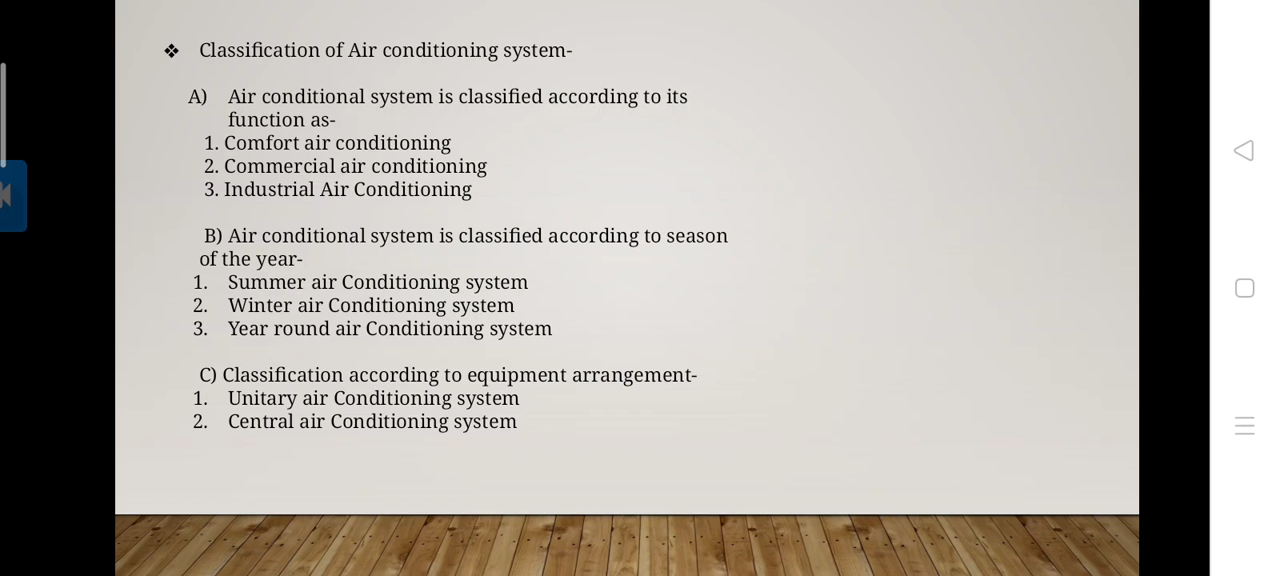 ❖ Classification of Air conditioning system-
A) Air conditional system is classified according to its
function as-
1. Comfort air conditioning
2. Commercial air conditioning
3. Industrial Air Conditioning
B) Air conditional system is classified according to season
of the year-
1. Summer air Conditioning system
2. Winter air Conditioning system
3. Year round air Conditioning system
C) Classification according to equipment arrangement-
1. Unitary air Conditioning system
2. Central air Conditioning system